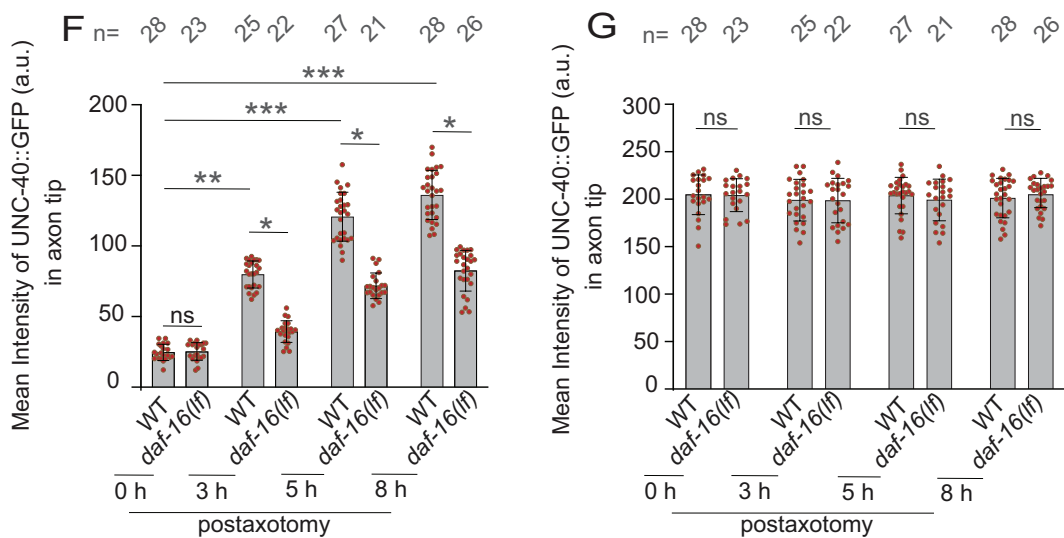 F
n= 28 23 25 22 27 21 28 26
Mean Intensity of UNC-40::GFP (a.u.)
in axon tip
200
150
100
50
0
***
***
*
*
**
*
ns
WT daf-16(lf) WT daf-16(lf) WT daf-16(lf) WT daf-16(lf)
0 h 3 h 5 h 8 h
postaxotomy
G
n= 28 23 25 22 27 21 28 26
Mean Intensity of UNC-40::GFP (a.u.)
in axon tip
300
250
200
150
100
50
0
ns ns ns ns
WT daf-16(lf) WT daf-16(lf) WT daf-16(lf) WT daf-16(lf)
0 h 3 h 5 h 8 h
postaxotomy